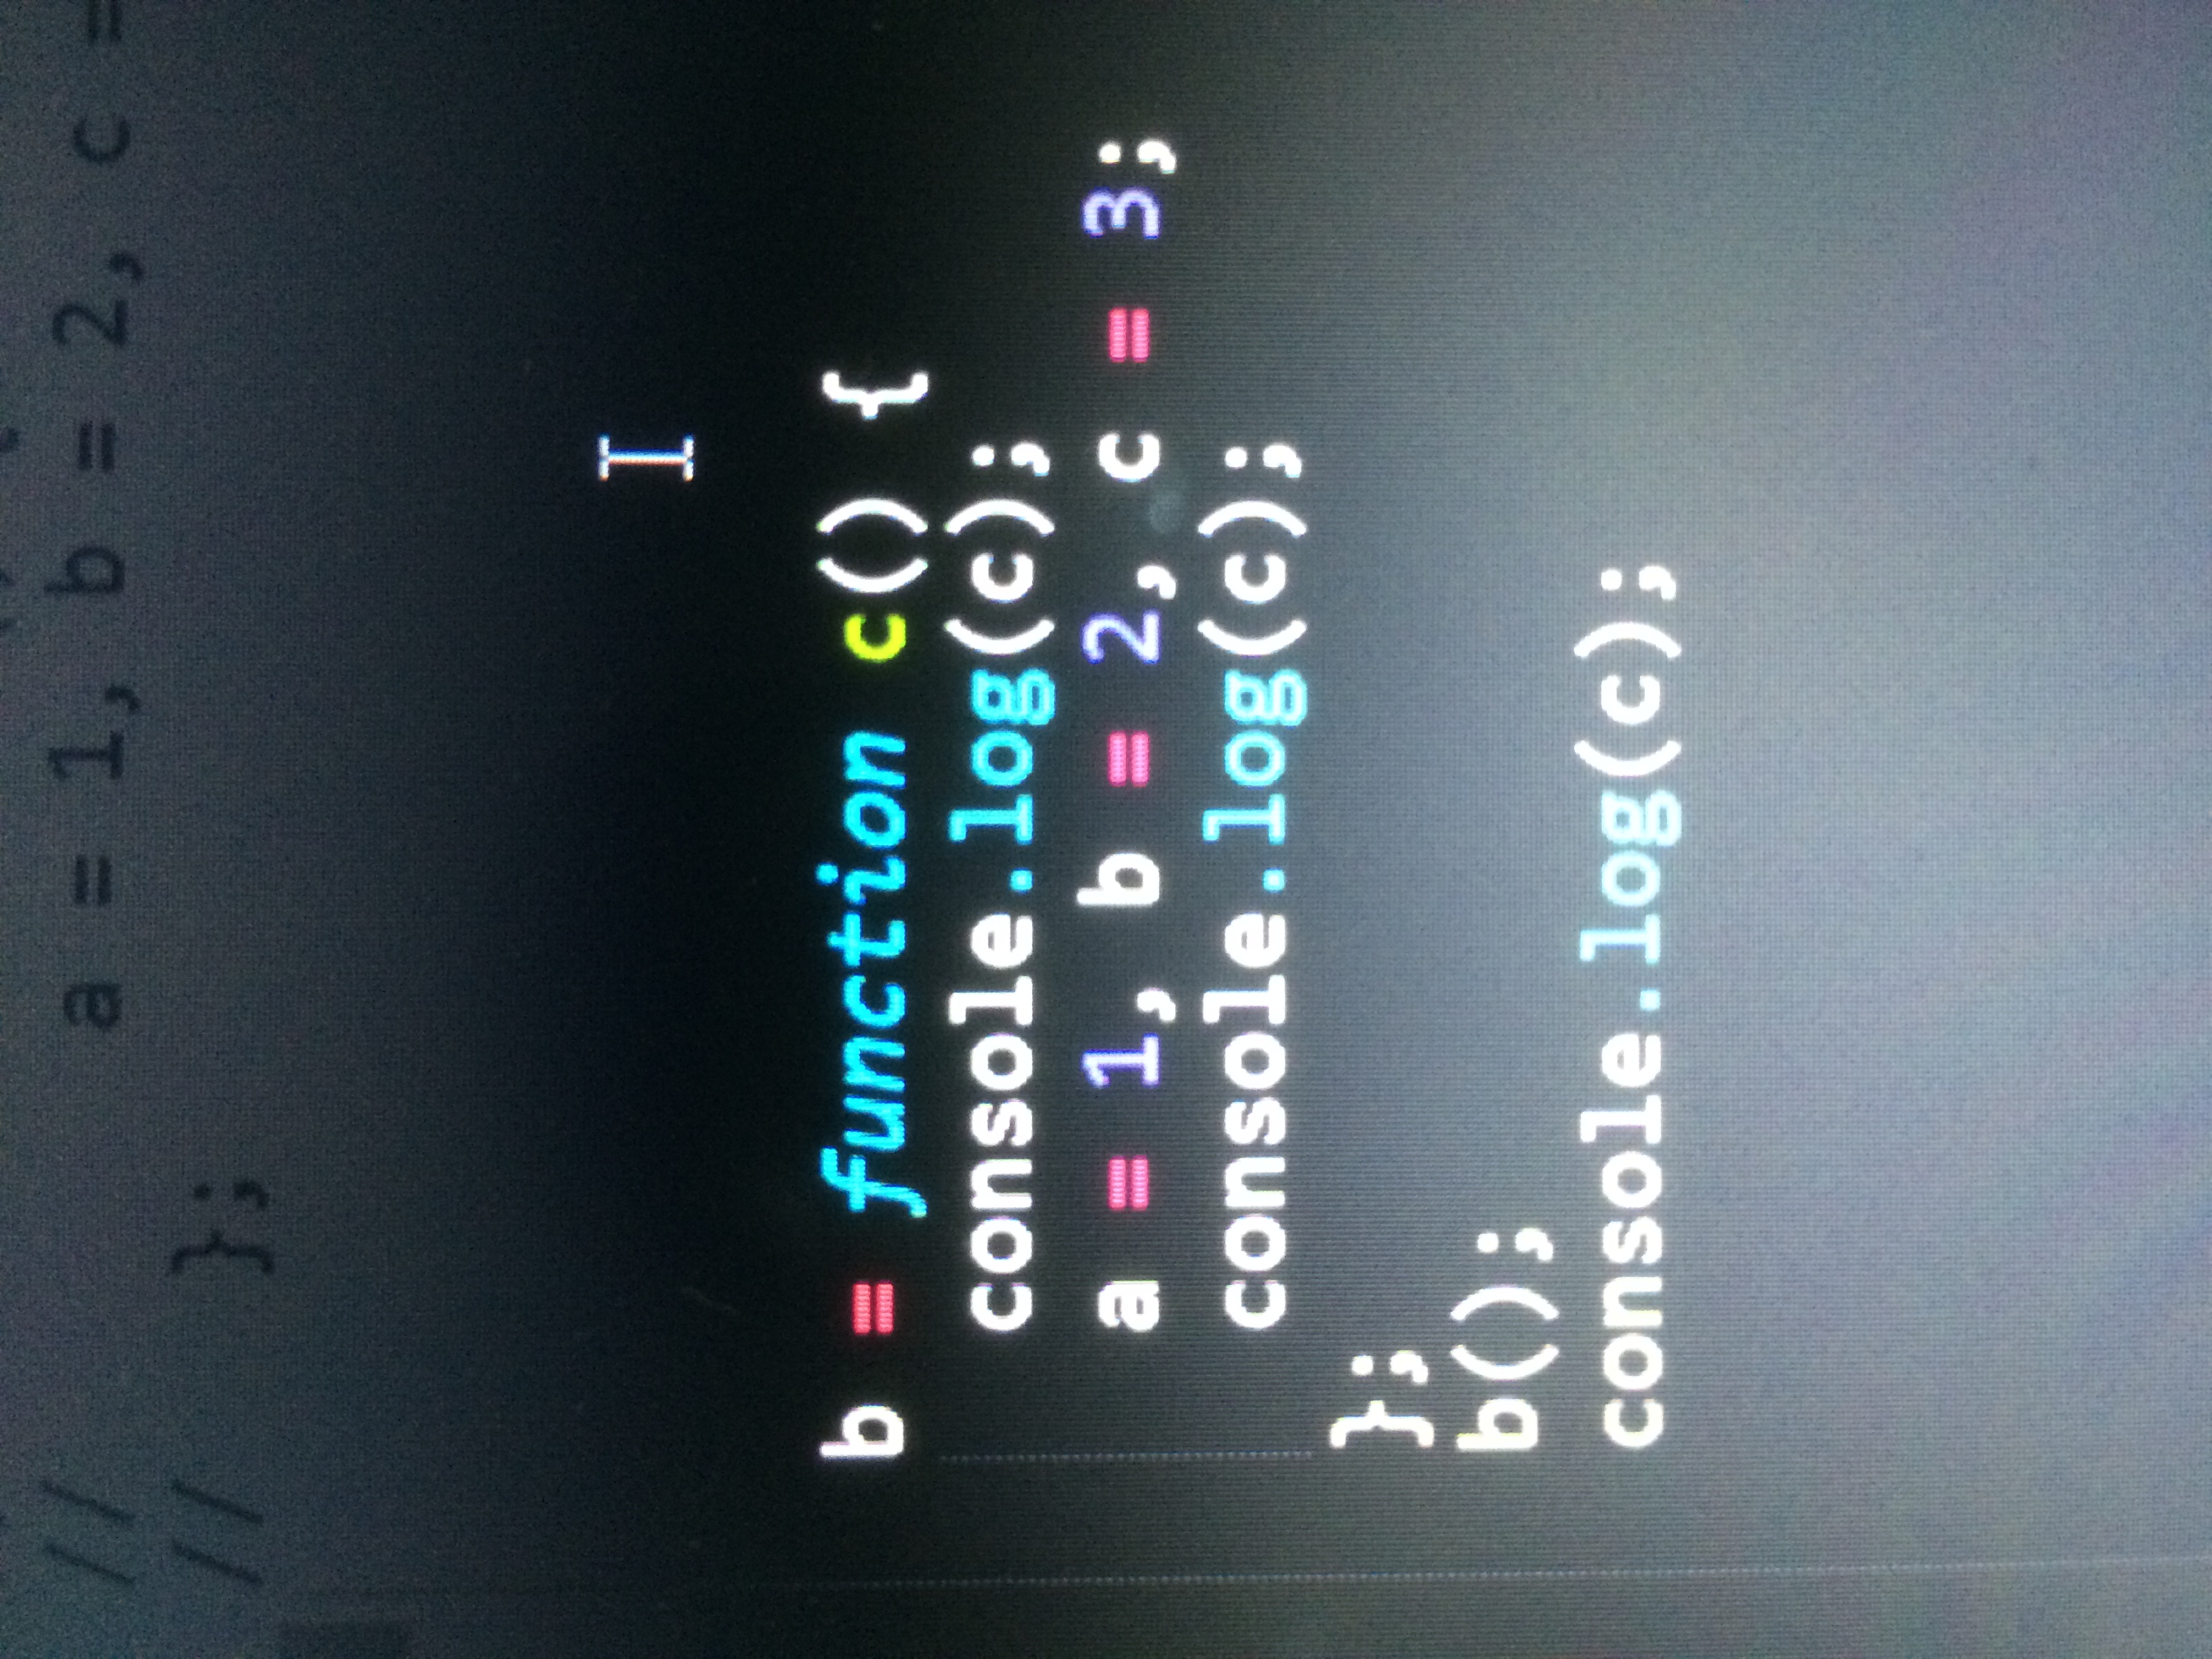 //        a = 1, b = 2, c =
//   };
b = function c() {
   console.log(c);
   a = 1, b = 2, c = 3;
   console.log(c);
};
b();
console.log(c);